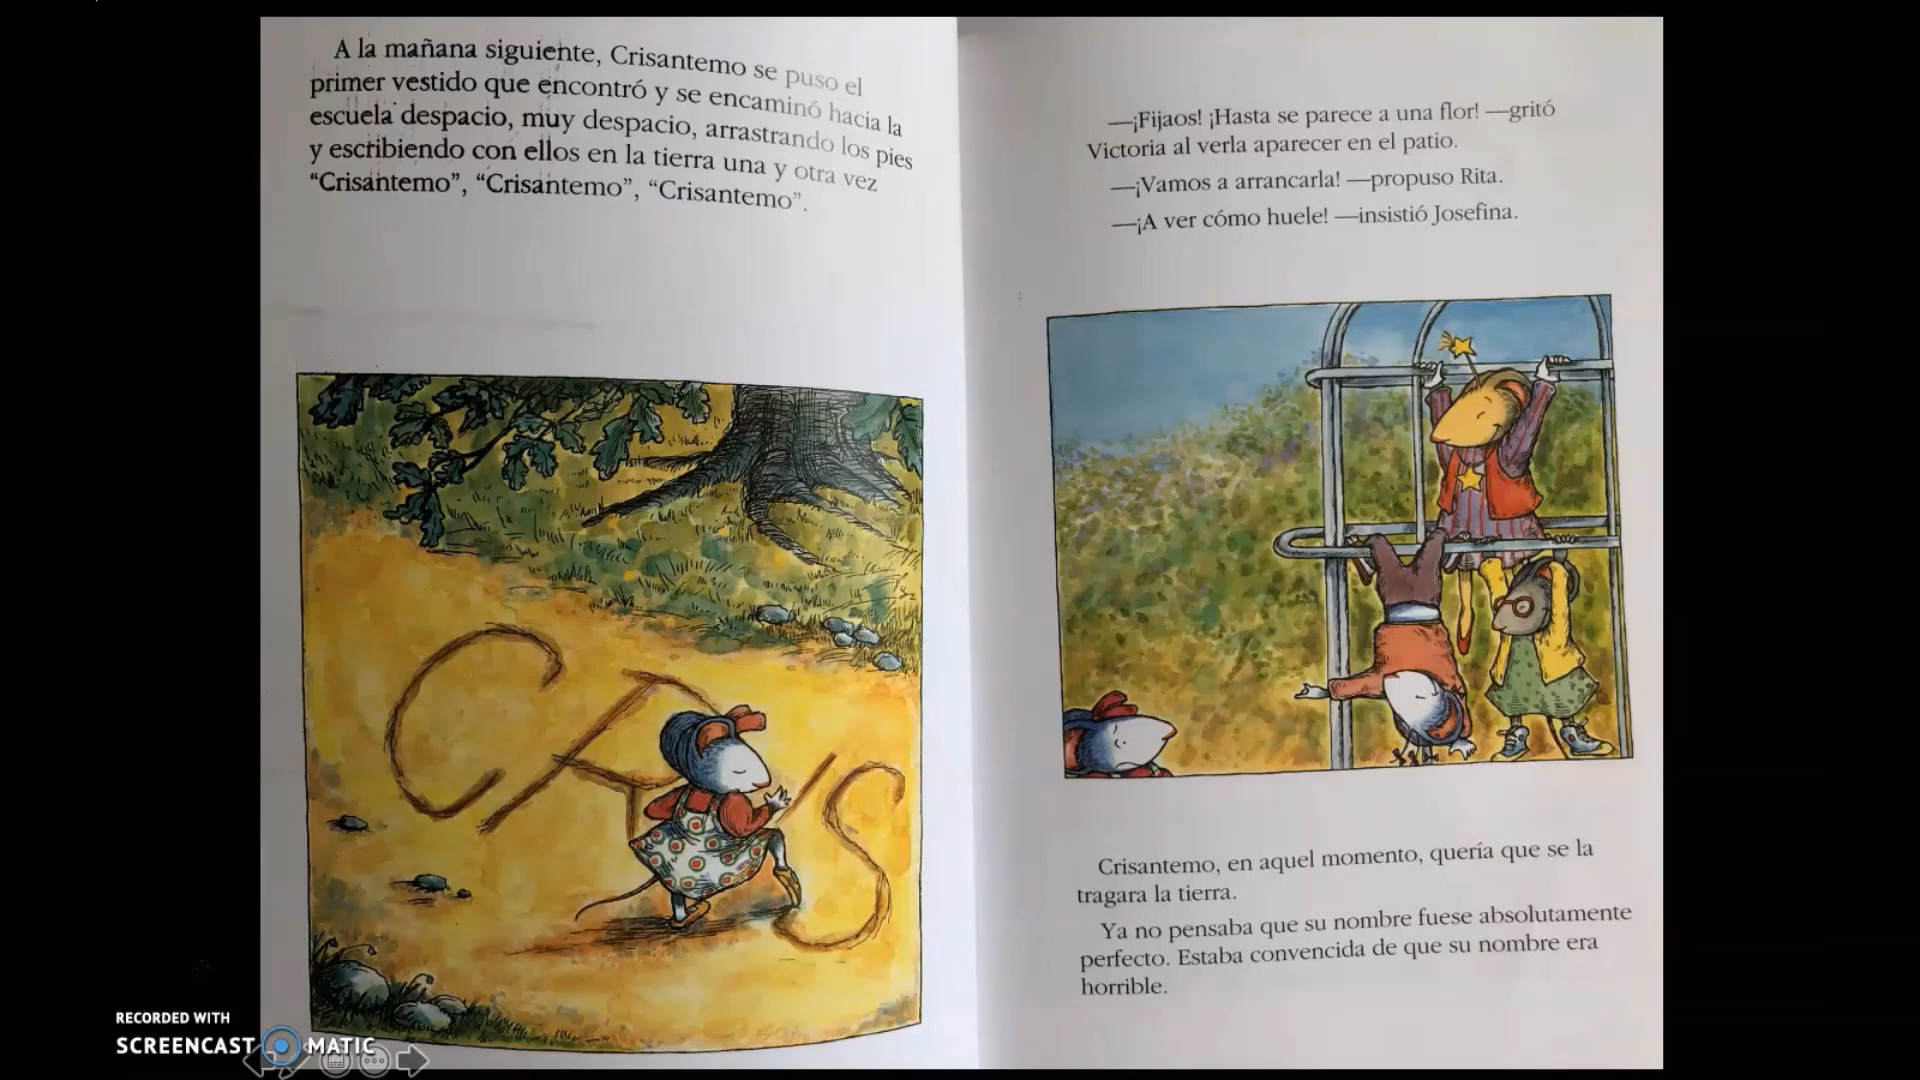 A la mañana siguiente, Crisantemo se puso el
primer vestido que encontró y se encaminó hacia la
escuela despacio, muy despacio, arrastrando los pies
y escribiendo con ellos en la tierra una y otra vez
“Crisantemo”, “Crisantemo”, “Crisantemo”.
CRIS
—¡Fijaos! ¡Hasta se parece a una flor! —gritó
Victoria al verla aparecer en el patio.
—¡Vamos a arrancarla! —propuso Rita.
—¡A ver cómo huele! —insistió Josefina.
Crisantemo, en aquel momento, quería que se la
tragara la tierra.
Ya no pensaba que su nombre fuese absolutamente
perfecto. Estaba convencida de que su nombre era
horrible.
RECORDED WITH
SCREENCAST MATIC